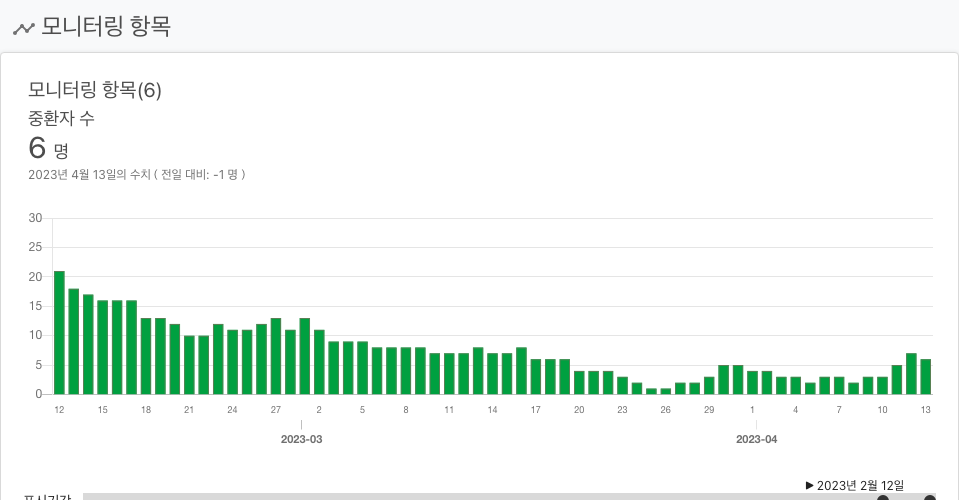 모니터링 항목
모니터링 항목(6)
중환자 수
6 명
2023년 4월 13일의 수치 ( 전일 대비: -1 명 )
30
25
20
15
10
5
0
12 15 18 21 24 27 2 5 8 11 14 17 20 23 26 29 1 4 7 10 13
2023-03 2023-04
▶ 2023년 2월 12일
표시기간